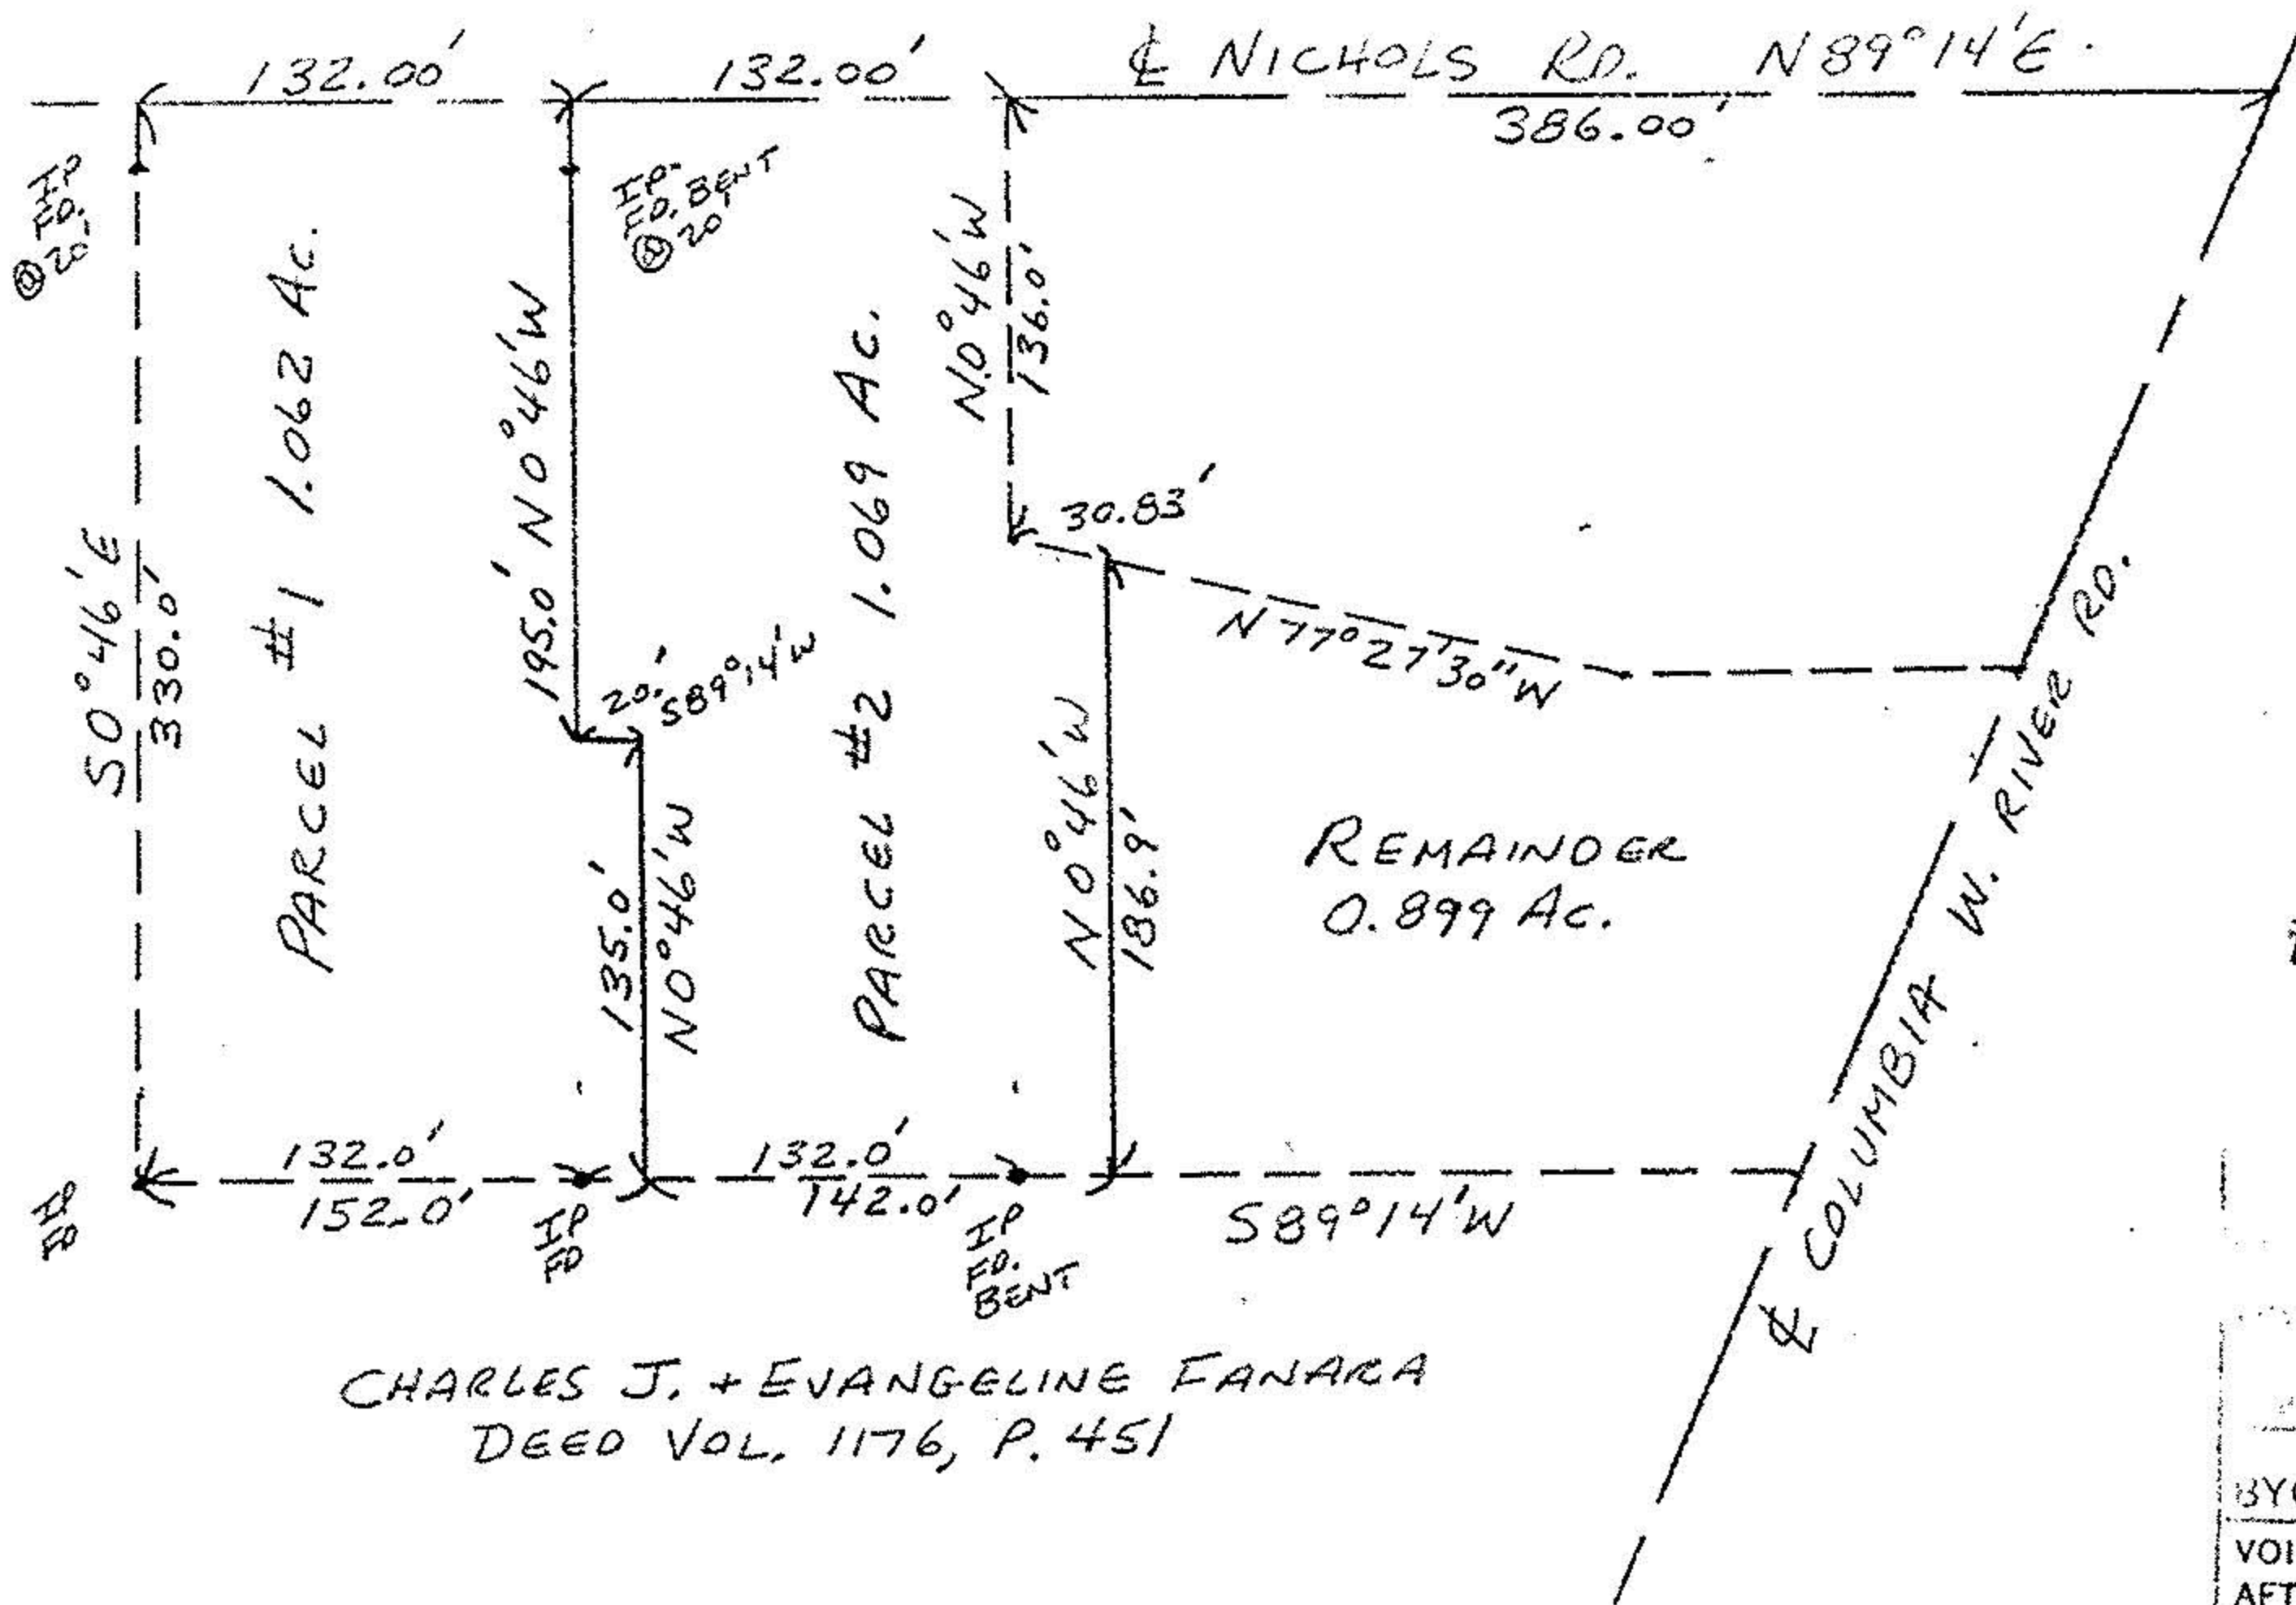 132.00'
132.00'
℄ NICHOLS RD. N89°14'E
386.00'
IP
FD.
@ 20'
IP
FD. BENT
@ 20'
S0°46'E
330.0'
PARCEL #1 1.062 Ac.
195.0' N0°46'W
20.'
S89°14'W
135.0'
N0°46'W
PARCEL #2 1.069 Ac.
N.0°46'W
136.0'
30.83'
N77°27'30"W
N0°46'W
186.9'
REMAINDER
0.899 Ac.
℄ COLUMBIA W. RIVER RD.
132.0'
152.0'
132.0'
142.0'
S89°14'W
IP
FD
IP
FD
IP
FD.
BENT
CHARLES J. + EVANGELINE FANARA
DEED VOL. 1176, P. 451
VOI
AFT